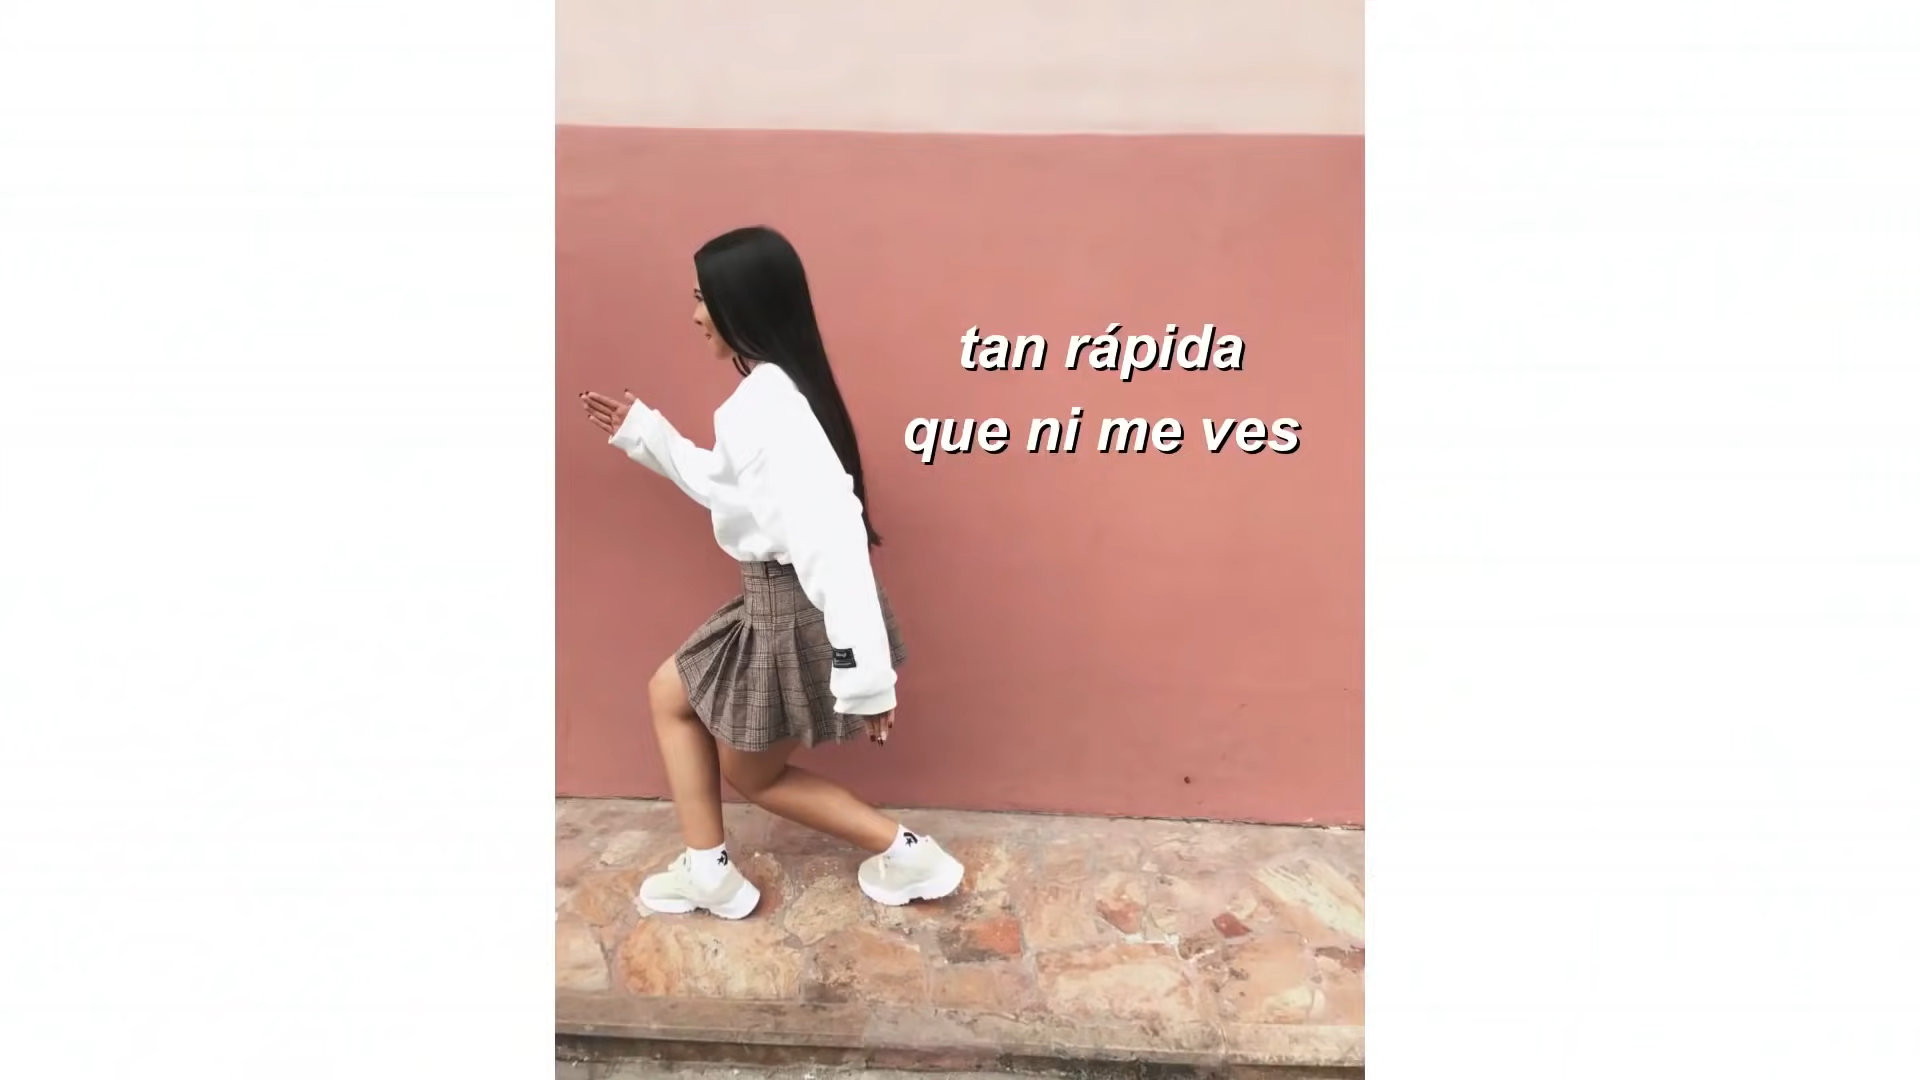 tan rápida
que ni me ves